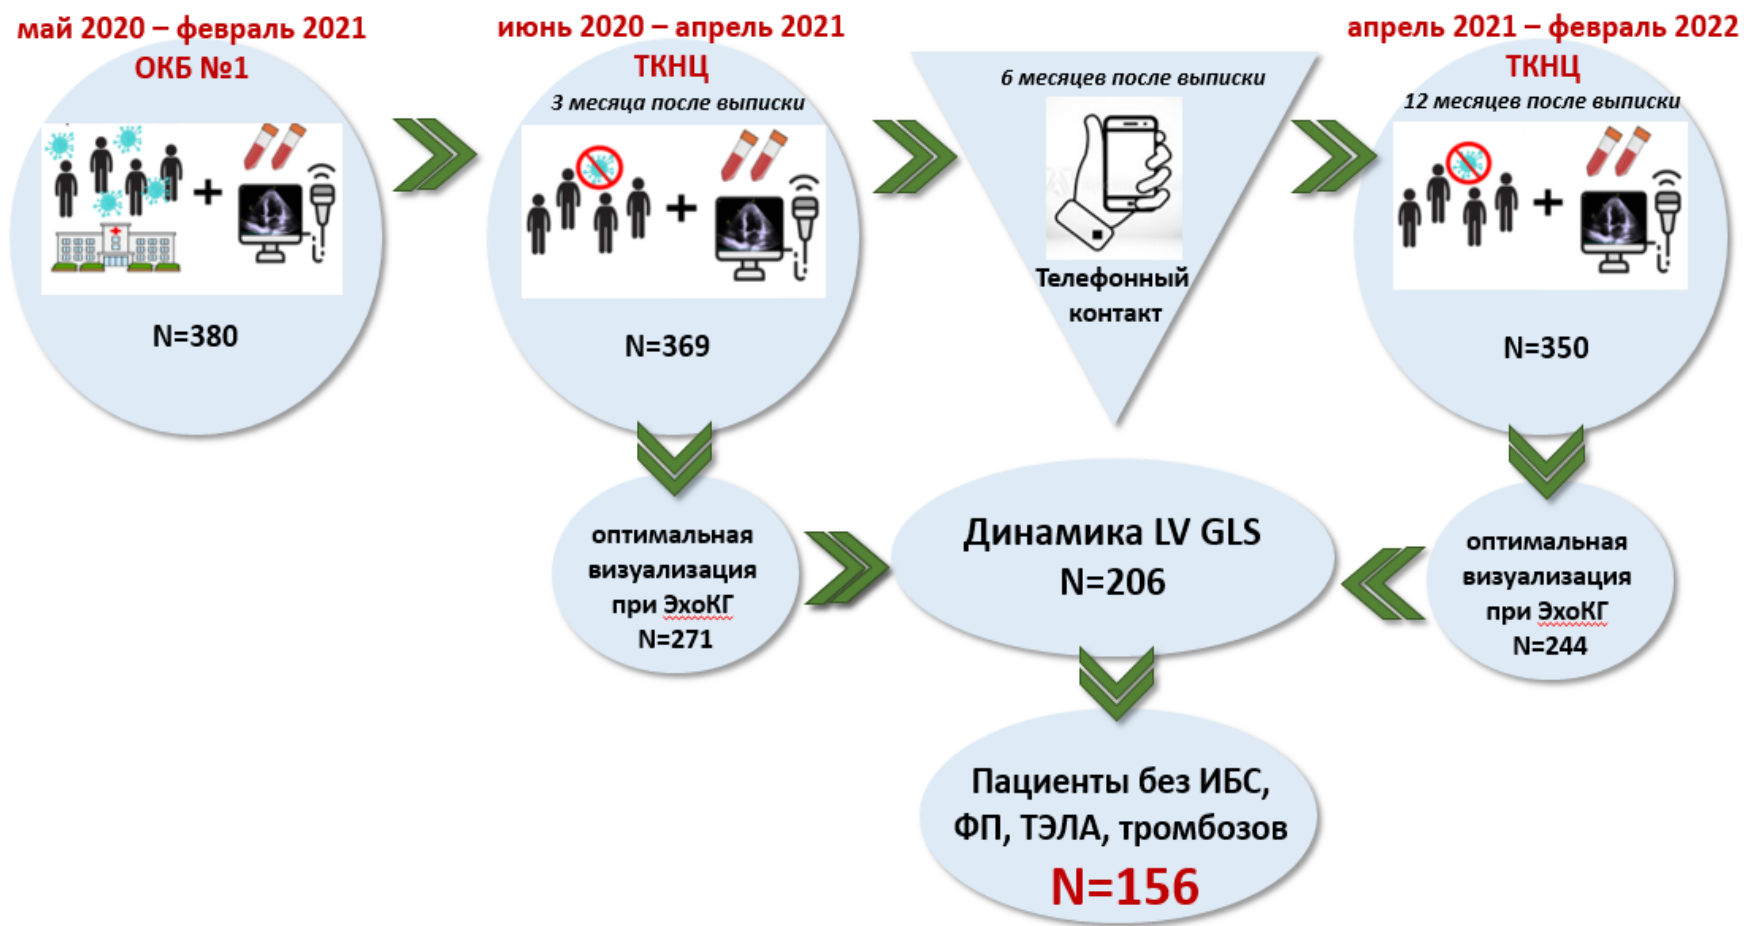 май 2020 – февраль 2021
ОКБ №1
N=380
июнь 2020 – апрель 2021
ТКНЦ
3 месяца после выписки
N=369
6 месяцев после выписки
Телефонный
контакт
апрель 2021 – февраль 2022
ТКНЦ
12 месяцев после выписки
N=350
оптимальная
визуализация
при ЭхоКГ
N=271
Динамика LV GLS
N=206
оптимальная
визуализация
при ЭхоКГ
N=244
Пациенты без ИБС,
ФП, ТЭЛА, тромбозов
N=156